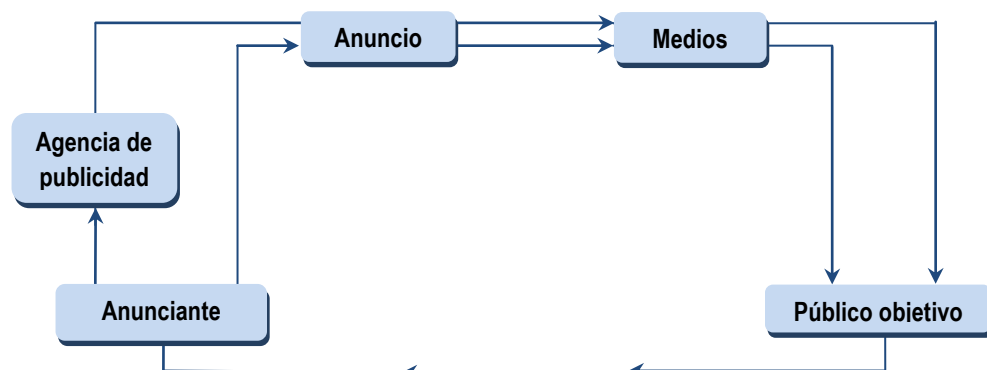 Anuncio
Medios
Agencia de
publicidad
Anunciante
Público objetivo